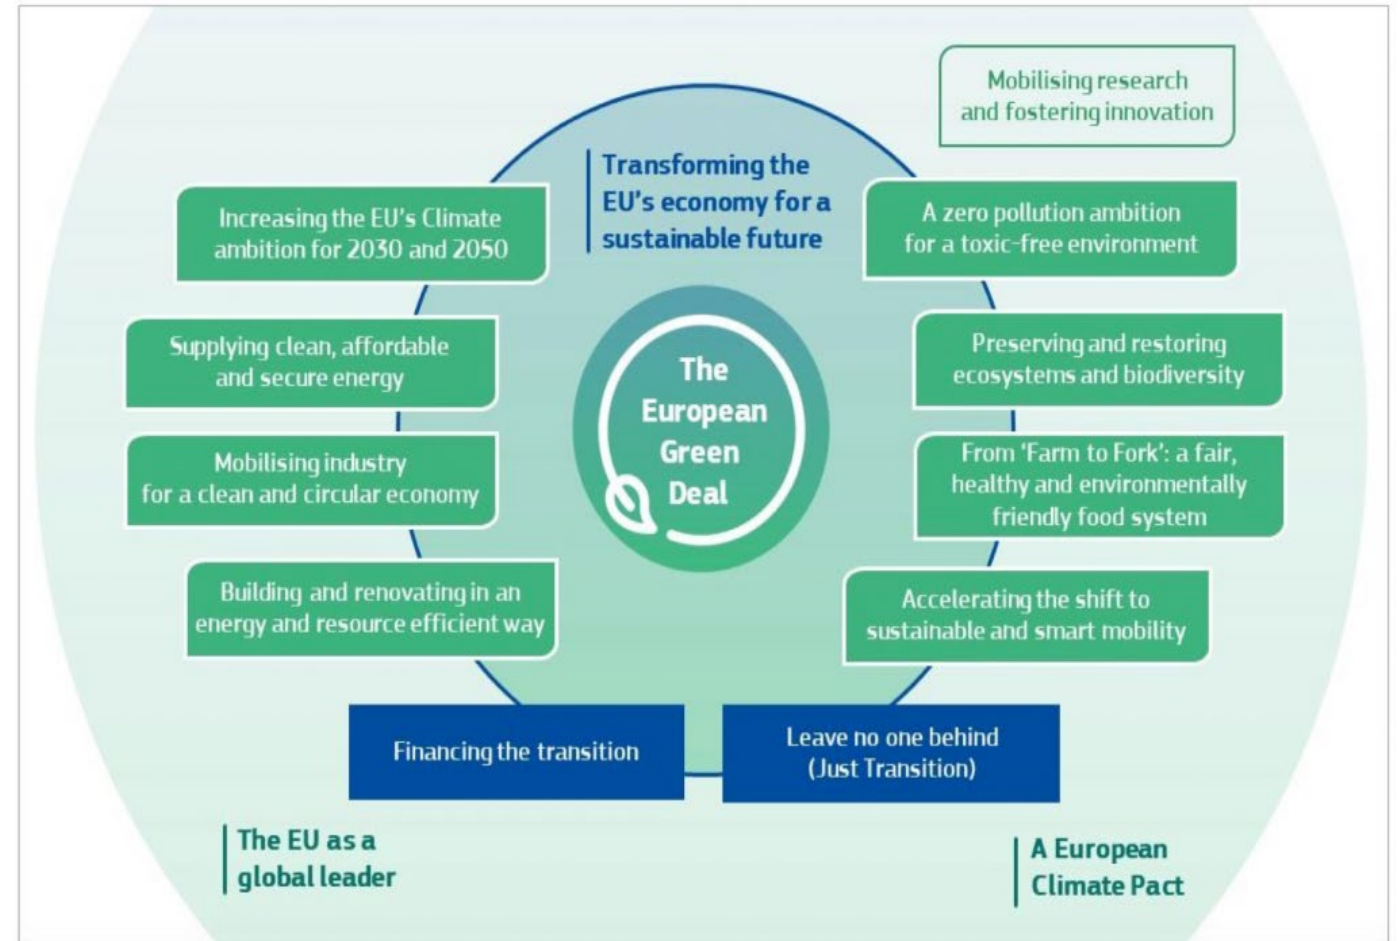 Mobilising research
and fostering innovation
Transforming the
EU's economy for a
sustainable future
Increasing the EU's Climate
ambition for 2030 and 2050
A zero pollution ambition
for a toxic-free environment
Supplying clean, affordable
and secure energy
Preserving and restoring
ecosystems and biodiversity
The
European
Green
Deal
Mobilising industry
for a clean and circular economy
From 'Farm to Fork': a fair,
healthy and environmentally
friendly food system
Building and renovating in an
energy and resource efficient way
Accelerating the shift to
sustainable and smart mobility
Financing the transition
Leave no one behind
(Just Transition)
The EU as a
global leader
A European
Climate Pact